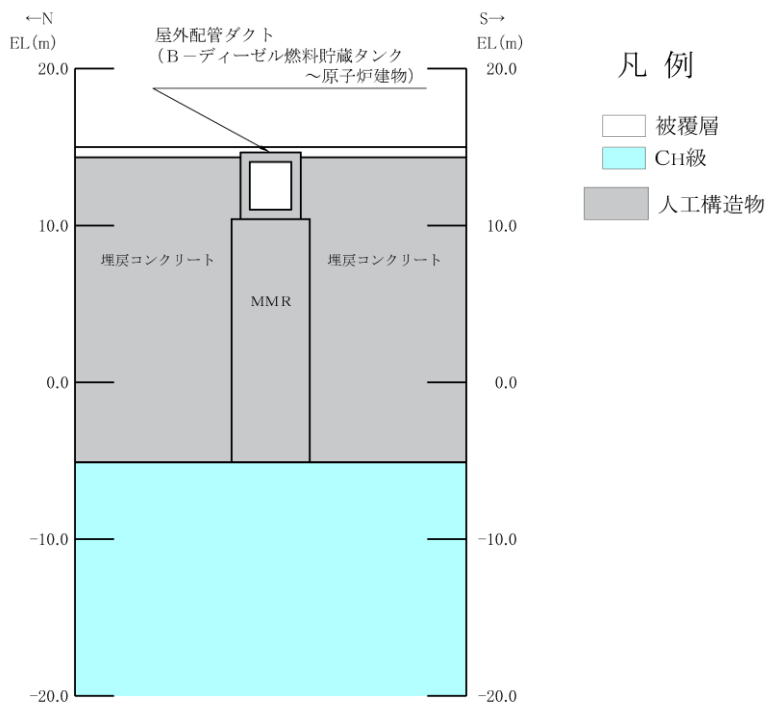 ←N
EL(m)
S→
EL(m)
屋外配管ダクト
（B－ディーゼル燃料貯蔵タンク
～原子炉建物）
20.0
20.0
凡 例
被覆層
CH級
人工構造物
10.0
10.0
埋戻コンクリート
埋戻コンクリート
MMR
0.0
0.0
−10.0
−10.0
−20.0
−20.0